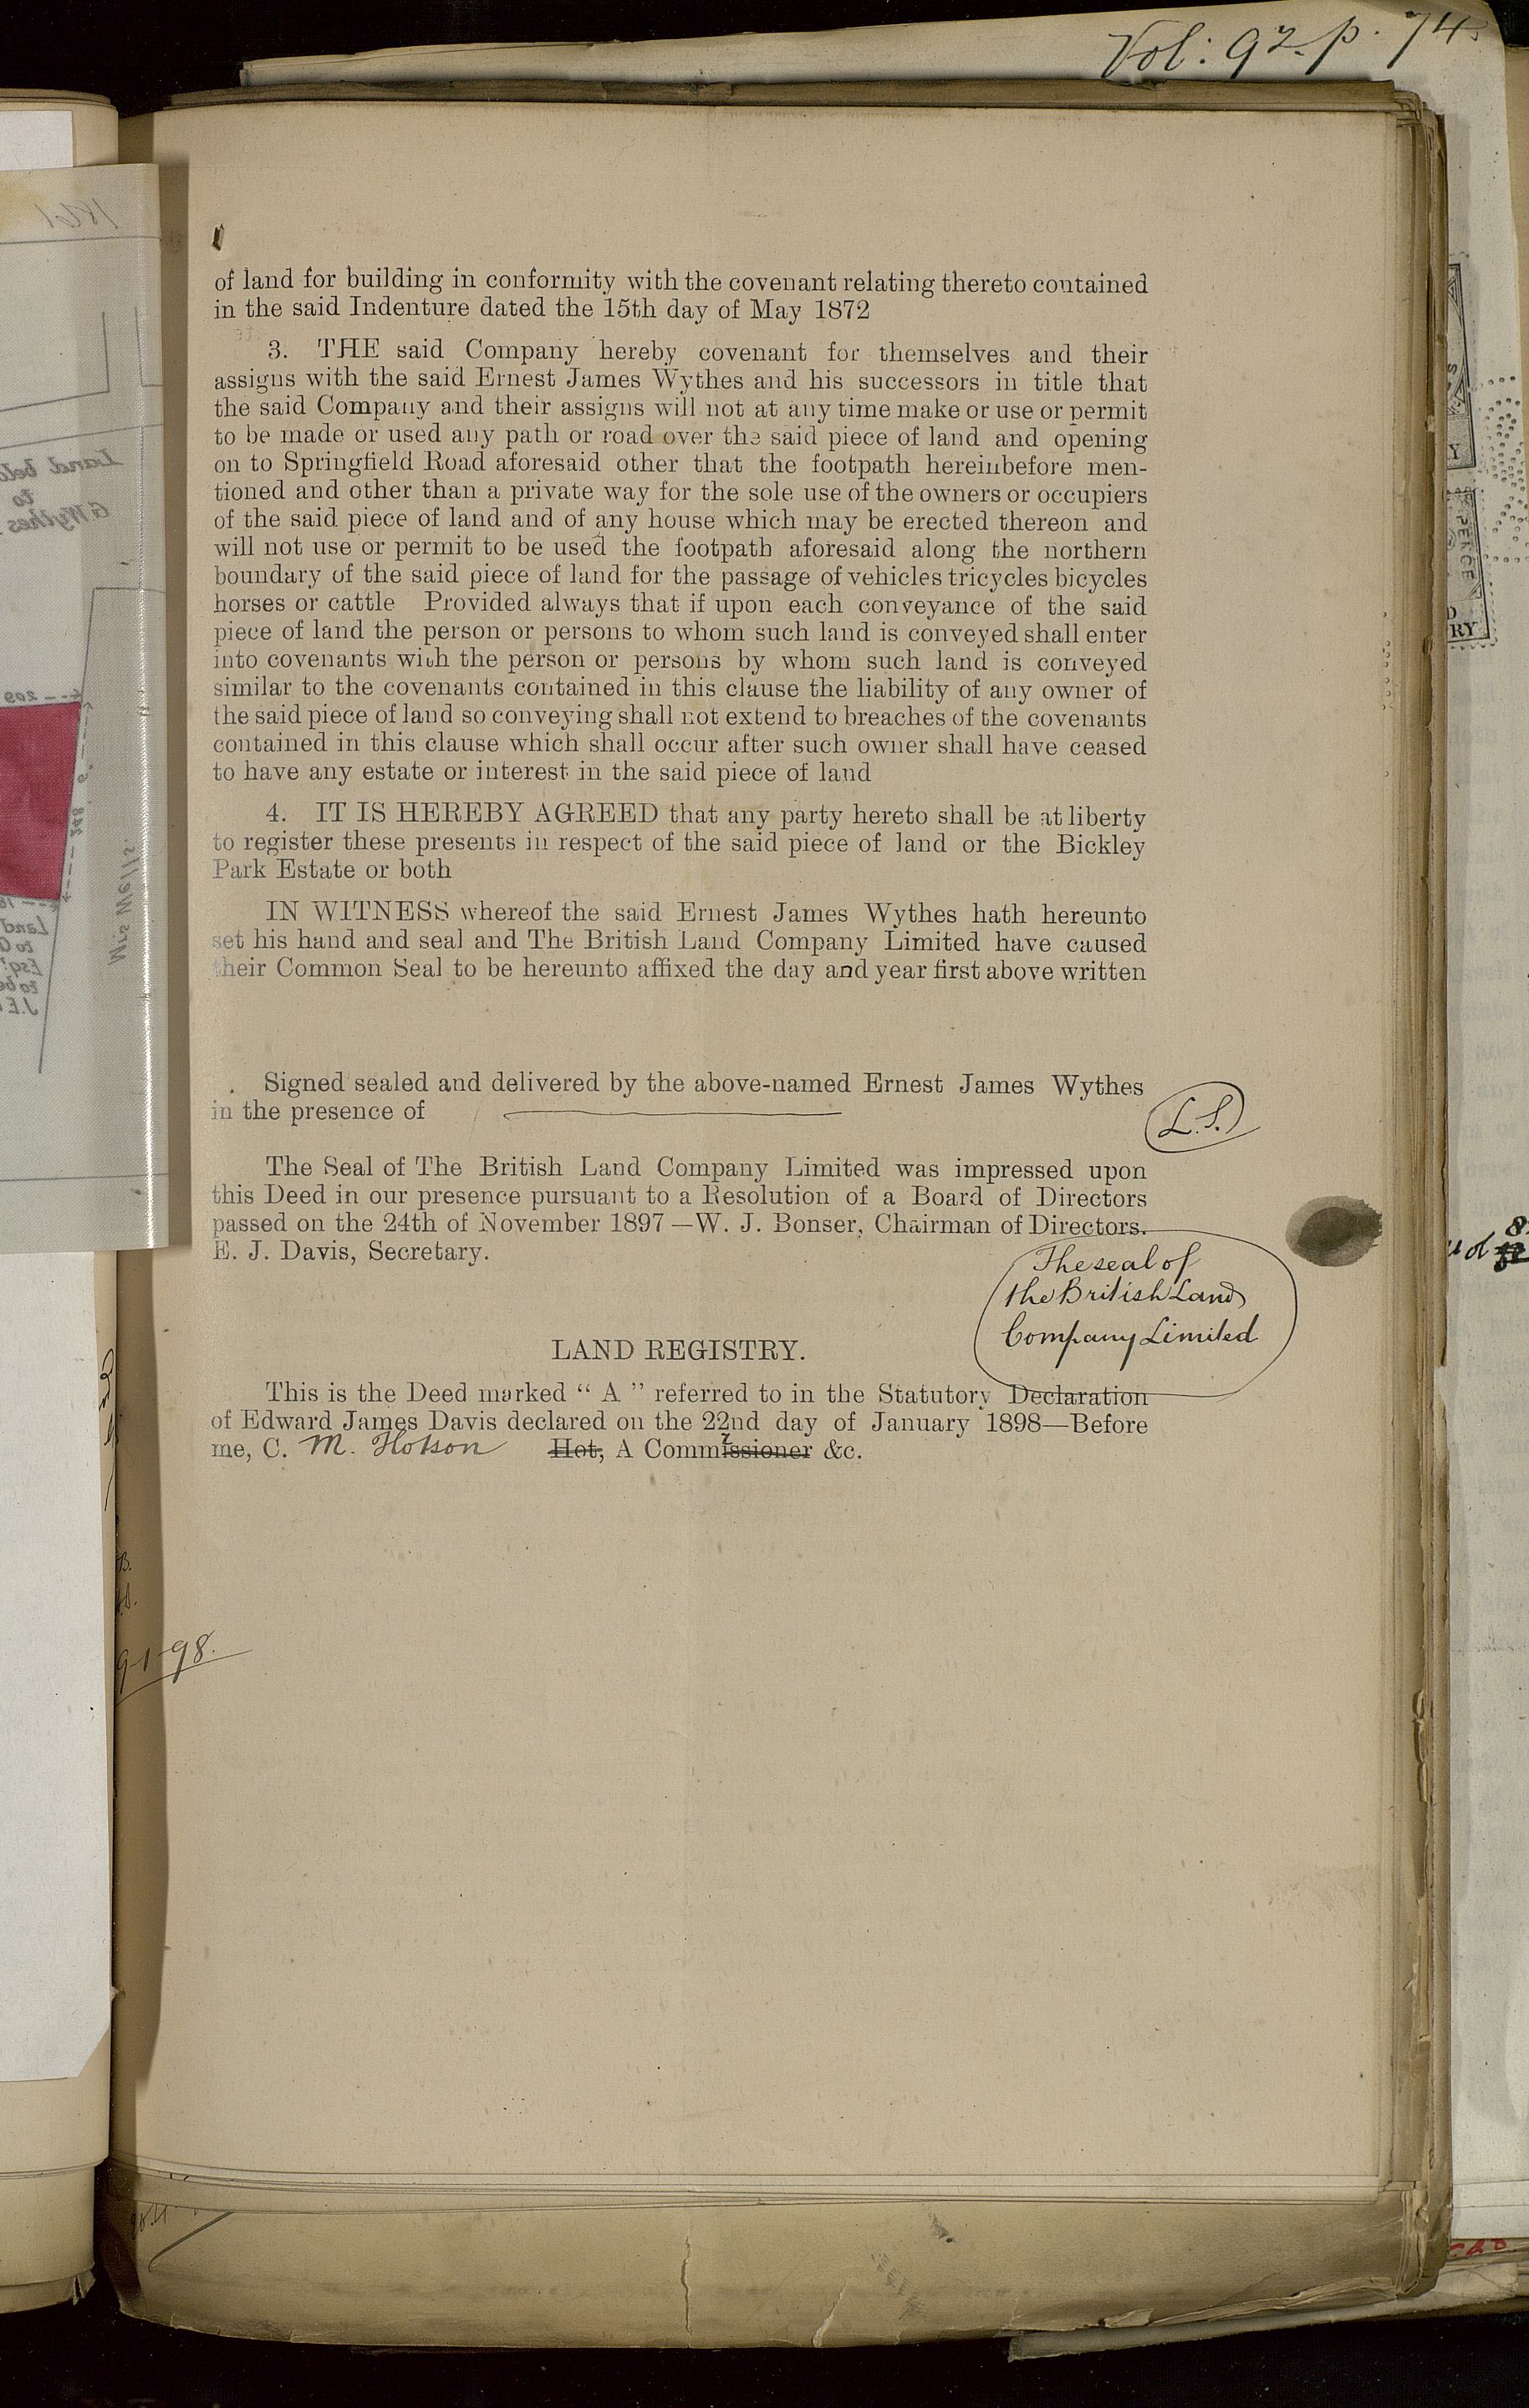 Vol: 92. p. 74.
of land for building in conformity with the covenant relating thereto contained
in the said Indenture dated the 15th day of May 1872
3. THE said Company hereby covenant for themselves and their
assigns with the said Ernest James Wythes and his successors in title that
the said Company and their assigns will not at any time make or use or permit
to be made or used any path or road over the said piece of land and opening
on to Springfield Road aforesaid other that the footpath hereinbefore men-
tioned and other than a private way for the sole use of the owners or occupiers
of the said piece of land and of any house which may be erected thereon and
will not use or permit to be used the footpath aforesaid along the northern
boundary of the said piece of land for the passage of vehicles tricycles bicycles
horses or cattle Provided always that if upon each conveyance of the said
piece of land the person or persons to whom such land is conveyed shall enter
into covenants with the person or persons by whom such land is conveyed
similar to the covenants contained in this clause the liability of any owner of
the said piece of land so conveying shall not extend to breaches of the covenants
contained in this clause which shall occur after such owner shall have ceased
to have any estate or interest in the said piece of land
4. IT IS HEREBY AGREED that any party hereto shall be at liberty
to register these presents in respect of the said piece of land or the Bickley
Park Estate or both
IN WITNESS whereof the said Ernest James Wythes hath hereunto
set his hand and seal and The British Land Company Limited have caused
their Common Seal to be hereunto affixed the day and year first above written
Signed sealed and delivered by the above-named Ernest James Wythes
in the presence of
L.S.
The Seal of The British Land Company Limited was impressed upon
this Deed in our presence pursuant to a Resolution of a Board of Directors
passed on the 24th of November 1897—W. J. Bonser, Chairman of Directors.
E. J. Davis, Secretary.
The seal of
the British Land
Company Limited
LAND REGISTRY.
This is the Deed marked “ A ” referred to in the Statutory Declaration
of Edward James Davis declared on the 22nd day of January 1898—Before
me, C. M. Hotson Hot, A Commissioner &c.
9-1-98.
1861
Land
to
G Wythes
209
248
Mrs Wells
Land
to
Esq
to be
J.E.
PENCE
RY